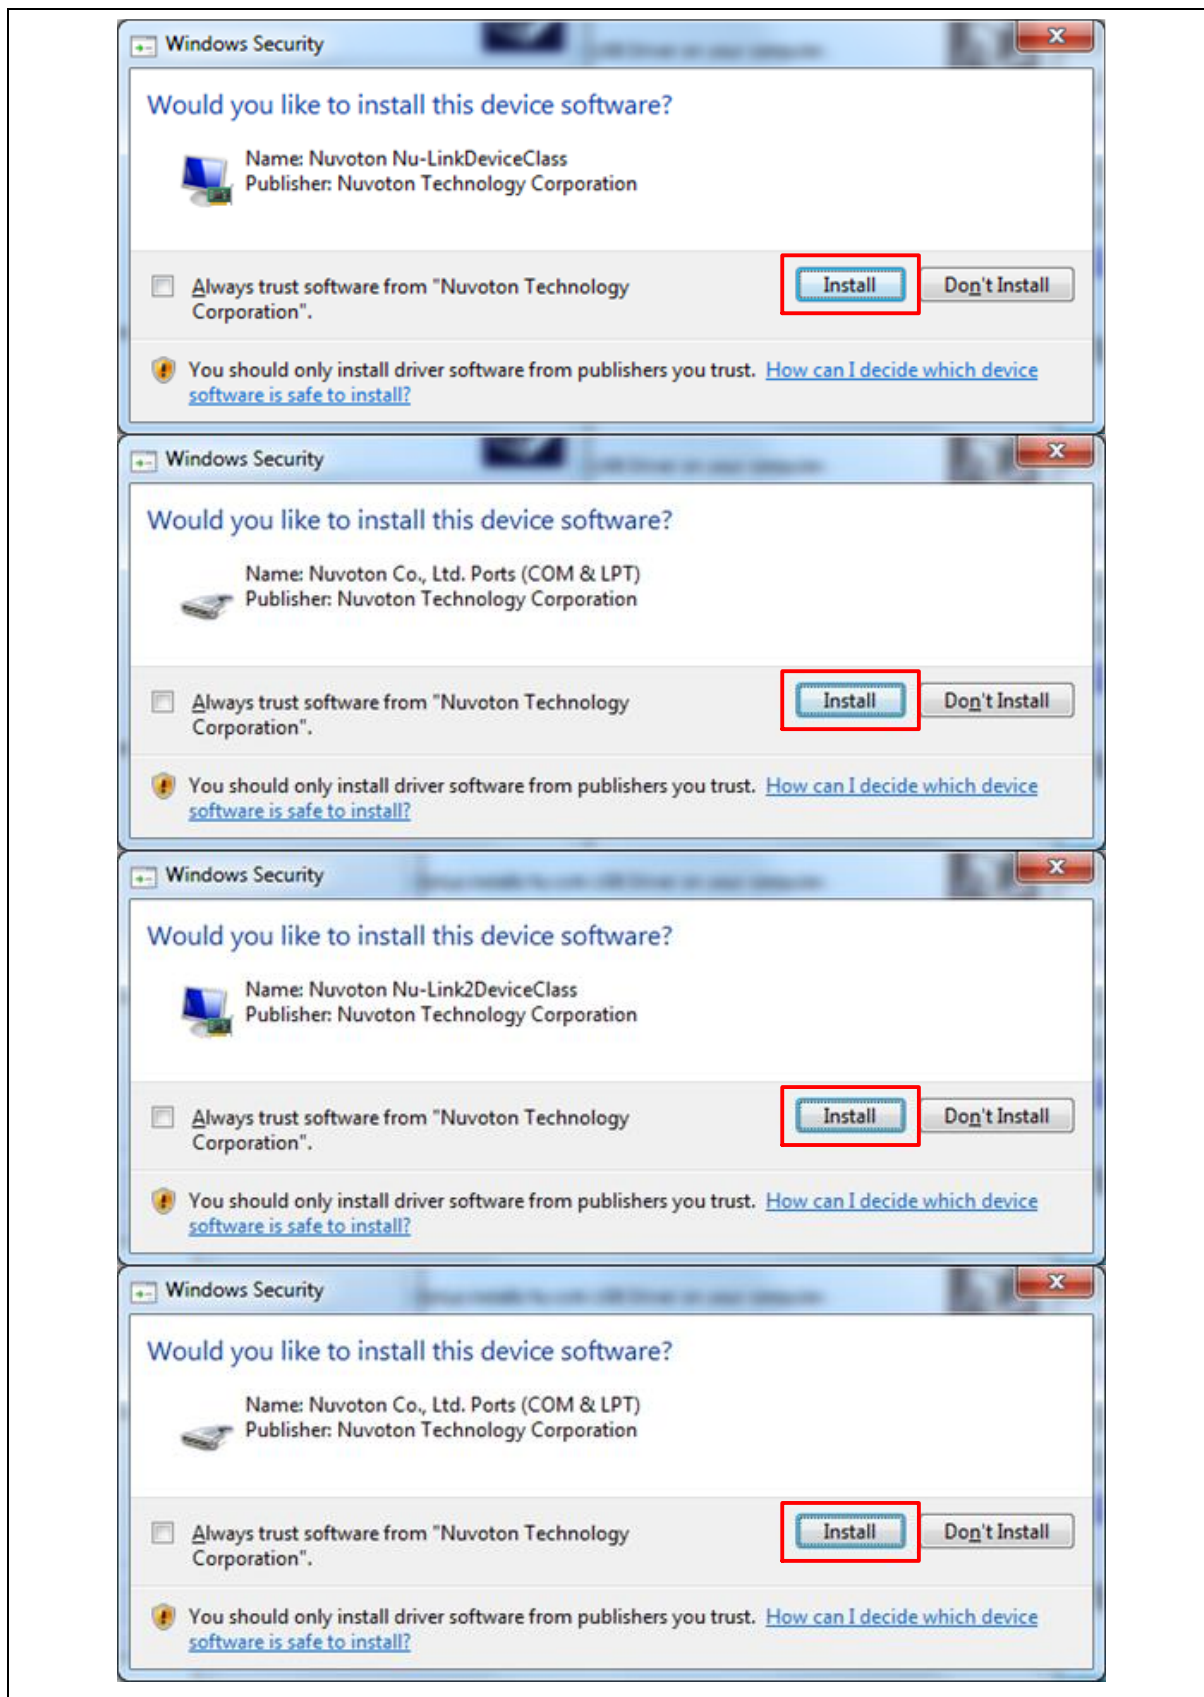 Windows Security
Would you like to install this device software?
Name: Nuvoton Nu-LinkDeviceClass
Publisher: Nuvoton Technology Corporation
Always trust software from "Nuvoton Technology
Corporation".
Install
Don't Install
You should only install driver software from publishers you trust. How can I decide which device
software is safe to install?
Windows Security
Would you like to install this device software?
Name: Nuvoton Co., Ltd. Ports (COM & LPT)
Publisher: Nuvoton Technology Corporation
Always trust software from "Nuvoton Technology
Corporation".
Install
Don't Install
You should only install driver software from publishers you trust. How can I decide which device
software is safe to install?
Windows Security
Would you like to install this device software?
Name: Nuvoton Nu-Link2DeviceClass
Publisher: Nuvoton Technology Corporation
Always trust software from "Nuvoton Technology
Corporation".
Install
Don't Install
You should only install driver software from publishers you trust. How can I decide which device
software is safe to install?
Windows Security
Would you like to install this device software?
Name: Nuvoton Co., Ltd. Ports (COM & LPT)
Publisher: Nuvoton Technology Corporation
Always trust software from "Nuvoton Technology
Corporation".
Install
Don't Install
You should only install driver software from publishers you trust. How can I decide which device
software is safe to install?